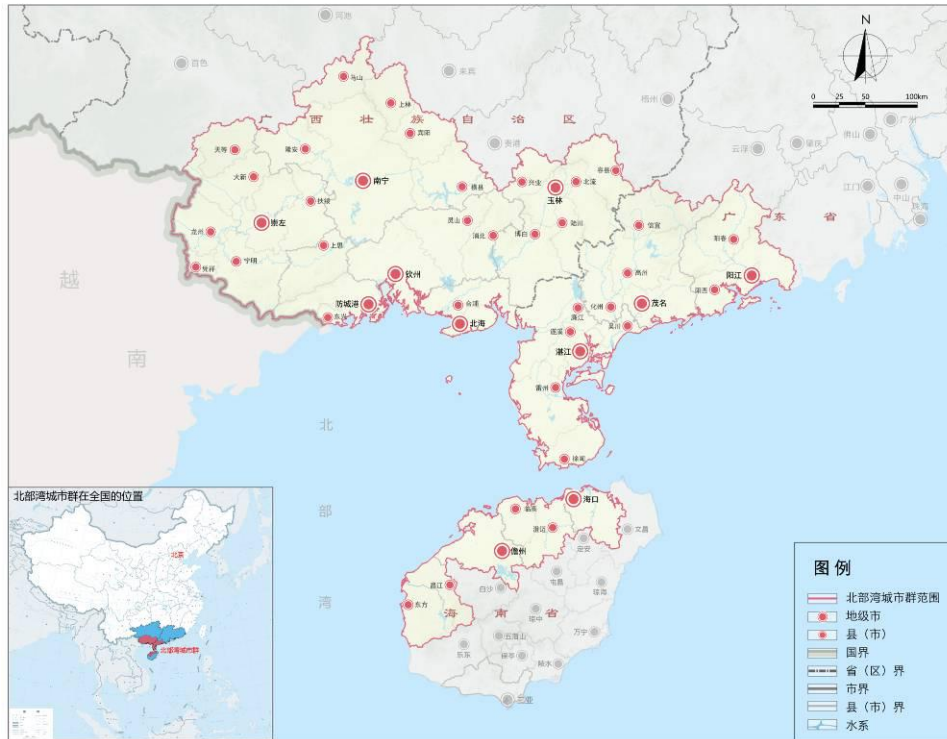 河池
N
百色
来宾
马山
梧州
0 25 50 100km
上林
广西壮族自治区
广州
宾阳
佛山
贵港
肇庆
云浮
天等
隆安
容县
大新
南宁
横县
兴业
北流
江门
中山
珠海
玉林
扶绥
广东省
崇左
灵山
陆川
信宜
龙州
浦北
博白
阳春
上思
越南
凭祥
宁明
钦州
高州
阳江
阳西
防城港
合浦
化州
茂名
廉江
东兴
北海
吴川
遂溪
湛江
雷州
北部湾
徐闻
北部湾城市群在全国的位置
海口
临高
澄迈
文昌
定安
北京
儋州
屯昌
图例
昌江
白沙
琼海
北部湾城市群范围
东方
海南省
琼中
地级市
万宁
县（市）
五指山
北部湾城市群
国界
乐东
保亭
陵水
省（区）界
市界
三亚
县（市）界
水系